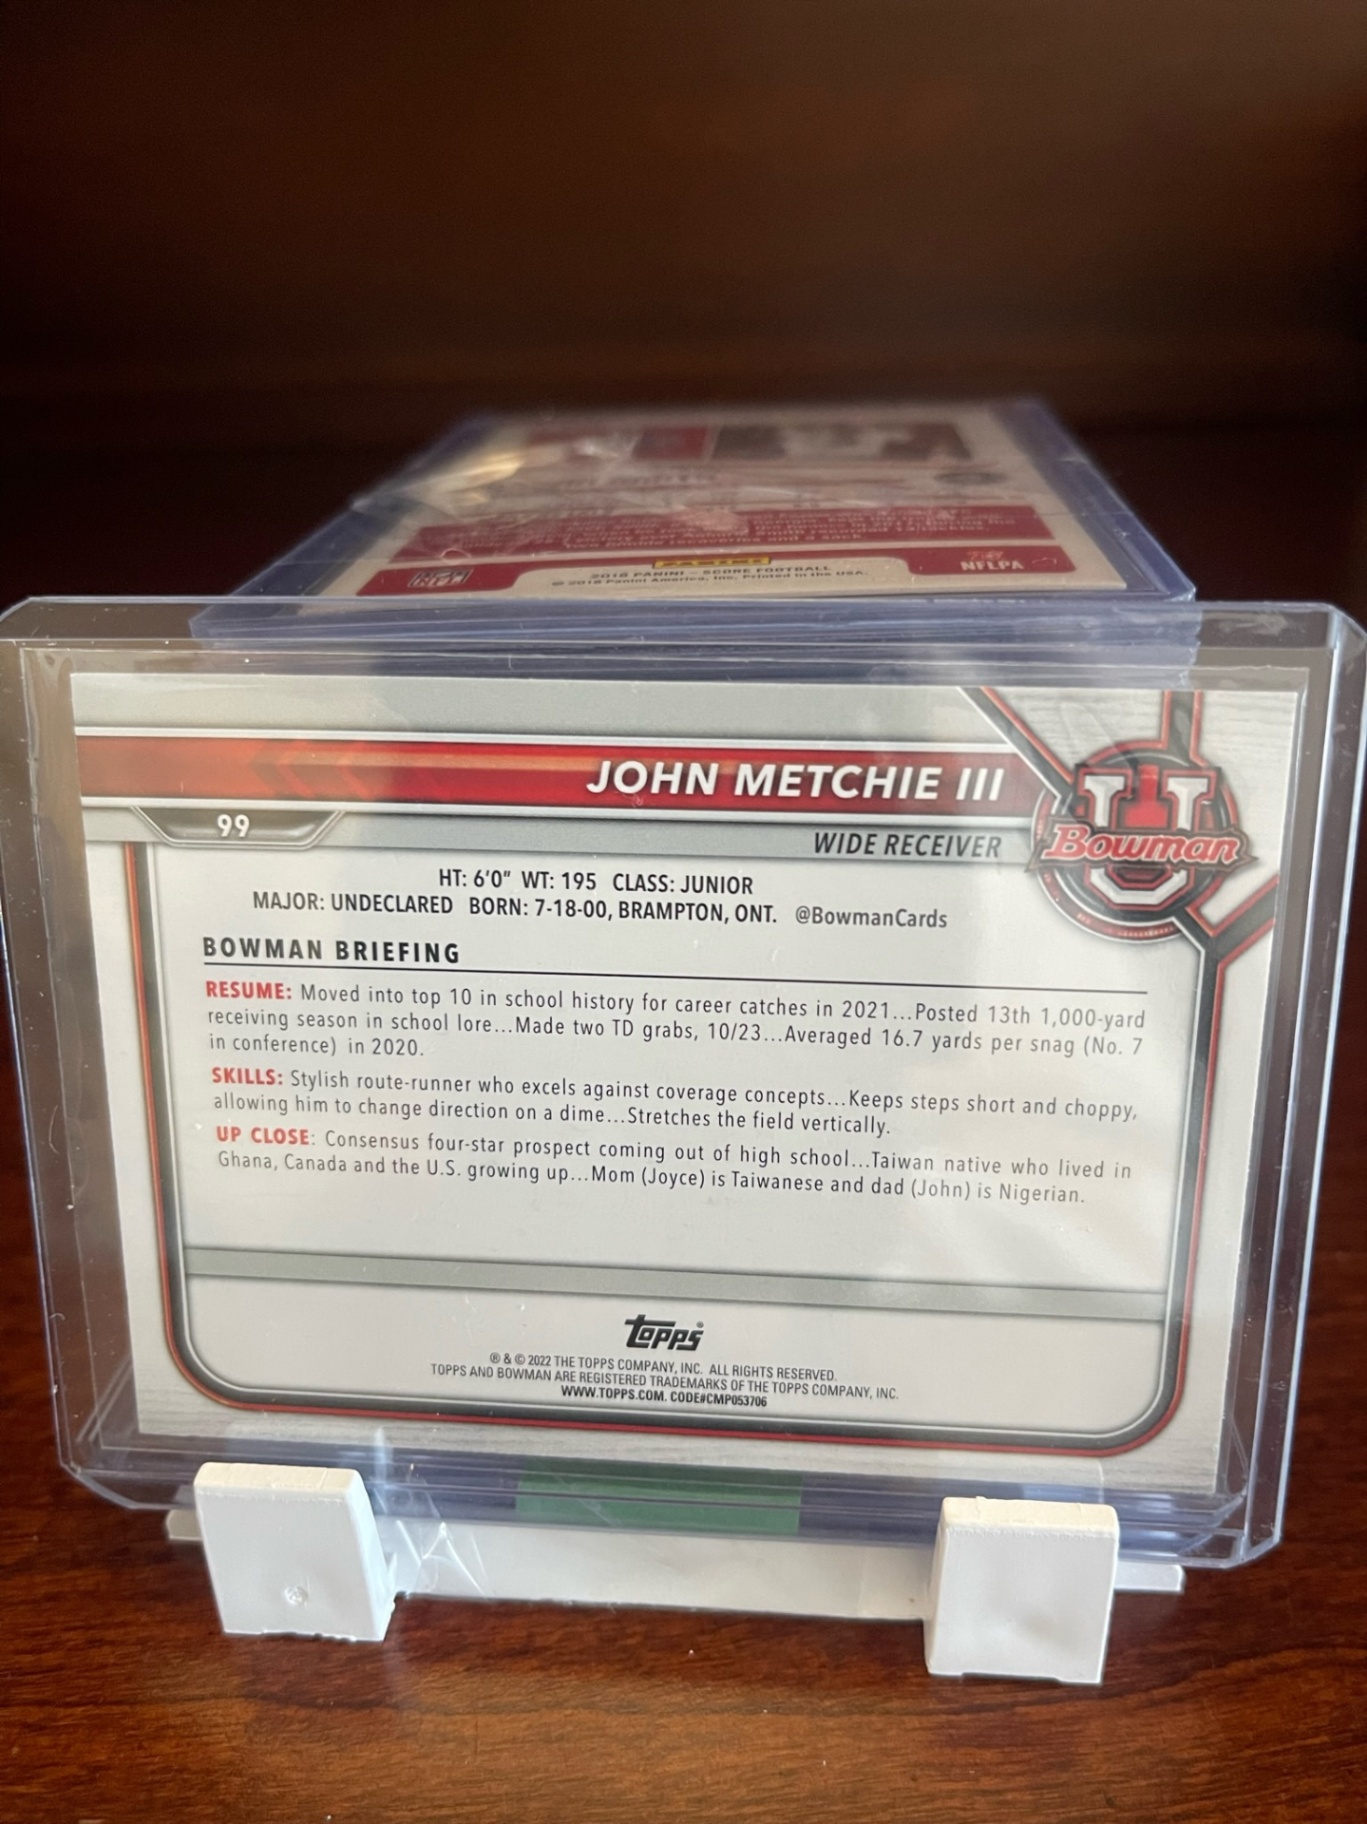 PANINI
2018 PANINI - SCORE FOOTBALL
© 2018 Panini America, Inc. Printed in the USA.
NFLPA
JOHN METCHIE III
99
WIDE RECEIVER
U
Bowman
HT: 6'0" WT: 195 CLASS: JUNIOR
MAJOR: UNDECLARED BORN: 7-18-00, BRAMPTON, ONT. @BowmanCards
BOWMAN BRIEFING
RESUME: Moved into top 10 in school history for career catches in 2021...Posted 13th 1,000-yard
receiving season in school lore...Made two TD grabs, 10/23...Averaged 16.7 yards per snag (No. 7
in conference) in 2020.
SKILLS: Stylish route-runner who excels against coverage concepts...Keeps steps short and choppy,
allowing him to change direction on a dime...Stretches the field vertically.
UP CLOSE: Consensus four-star prospect coming out of high school...Taiwan native who lived in
Ghana, Canada and the U.S. growing up...Mom (Joyce) is Taiwanese and dad (John) is Nigerian.
topps®
® & © 2022 THE TOPPS COMPANY, INC. ALL RIGHTS RESERVED.
TOPPS AND BOWMAN ARE REGISTERED TRADEMARKS OF THE TOPPS COMPANY, INC.
WWW.TOPPS.COM. CODE#CMP053706